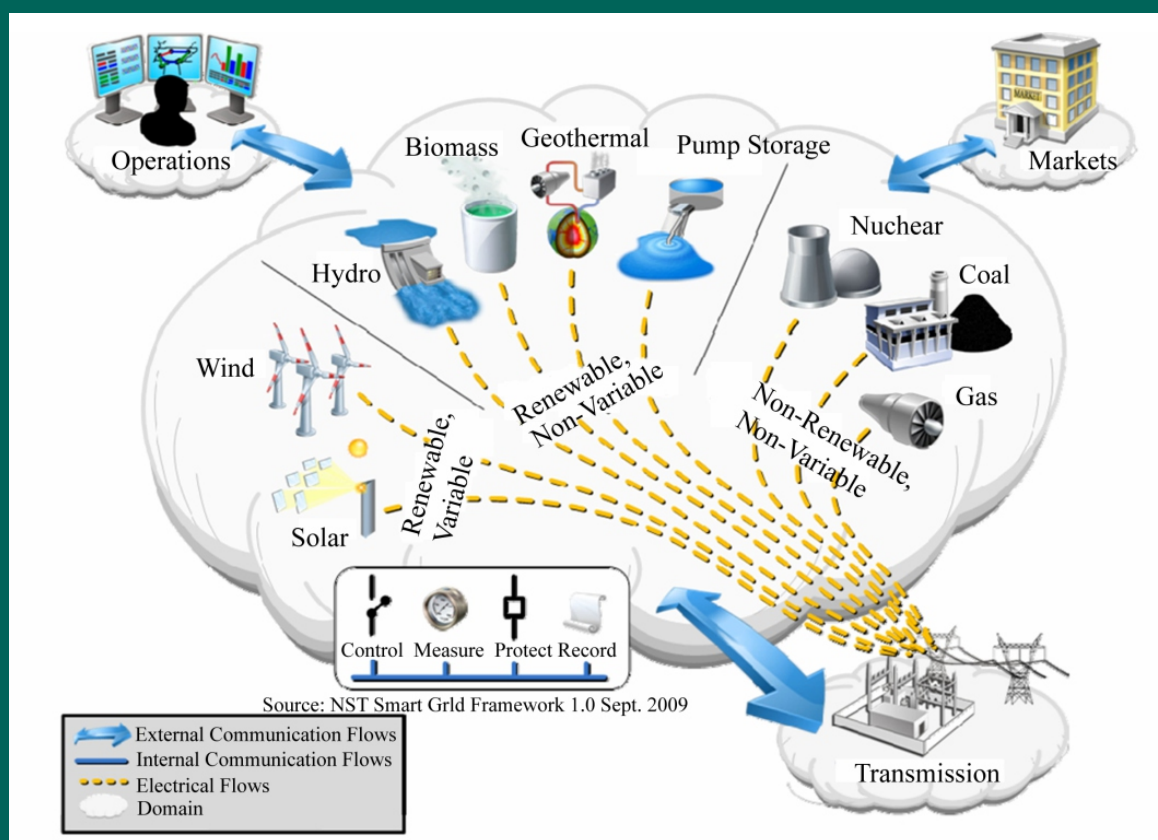 Operations
MARKET
Markets
Biomass
Geothermal
Pump Storage
Hydro
Nuchear
Coal
Gas
Wind
Solar
Renewable,
Variable
Renewable,
Non-Variable
Non-Renewable,
Non-Variable
Control Measure Protect Record
Source: NST Smart Grld Framework 1.0 Sept. 2009
External Communication Flows
Internal Communication Flows
Electrical Flows
Domain
Transmission